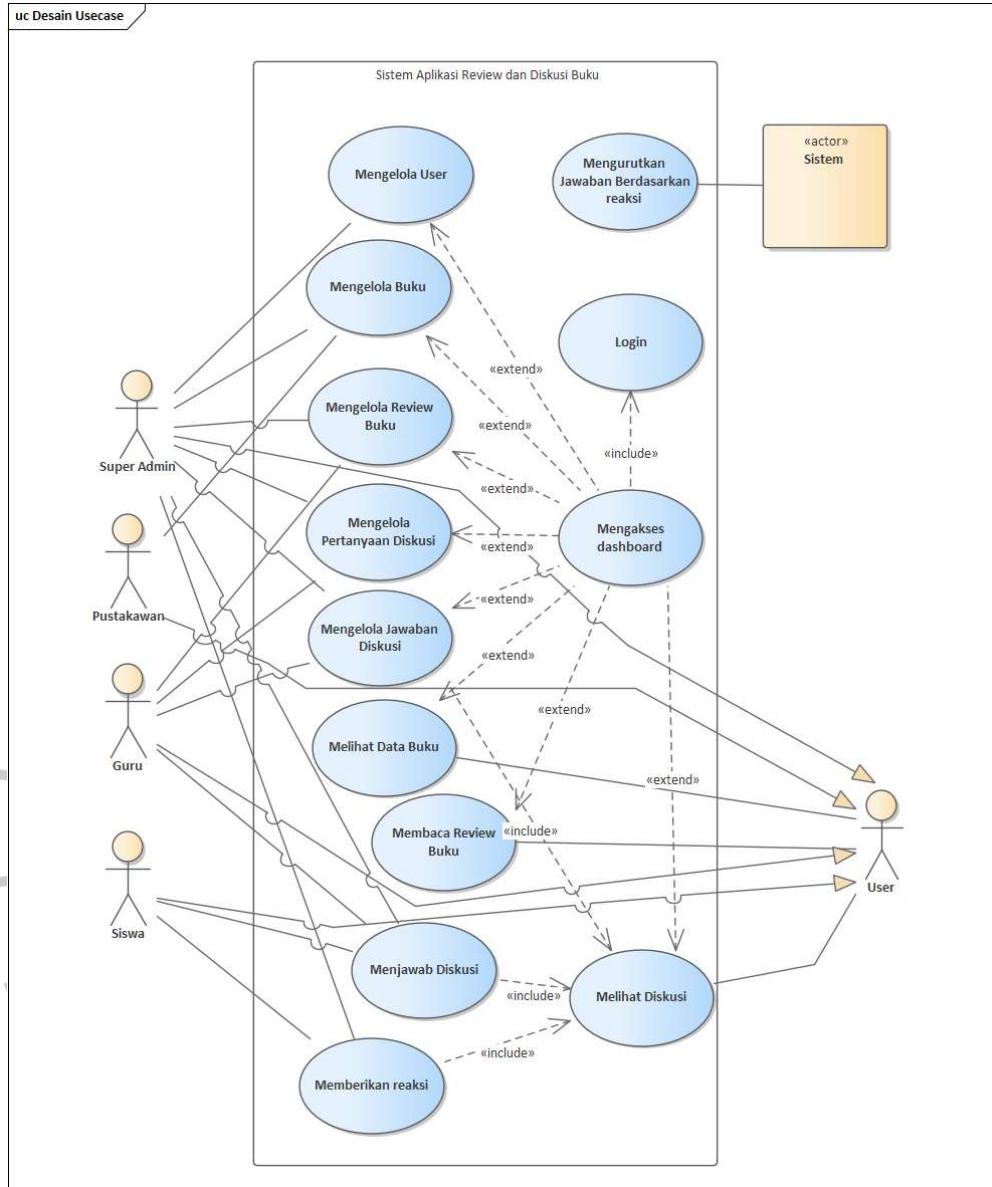 uc Desain Usecase
Sistem Aplikasi Review dan Diskusi Buku
Mengelola User
Mengurutkan
Jawaban Berdasarkan
reaksi
«actor»
Sistem
Mengelola Buku
Login
«extend»
Mengelola Review
Buku
«extend»
«include»
Super Admin
«extend»
Mengelola
Pertanyaan Diskusi
«extend»
Mengakses
dashboard
Pustakawan
«extend»
Mengelola Jawaban
Diskusi
«extend»
«extend»
Melihat Data Buku
Guru
«extend»
Membaca Review
Buku
«include»
User
Siswa
Menjawab Diskusi
«include»
Melihat Diskusi
«include»
Memberikan reaksi